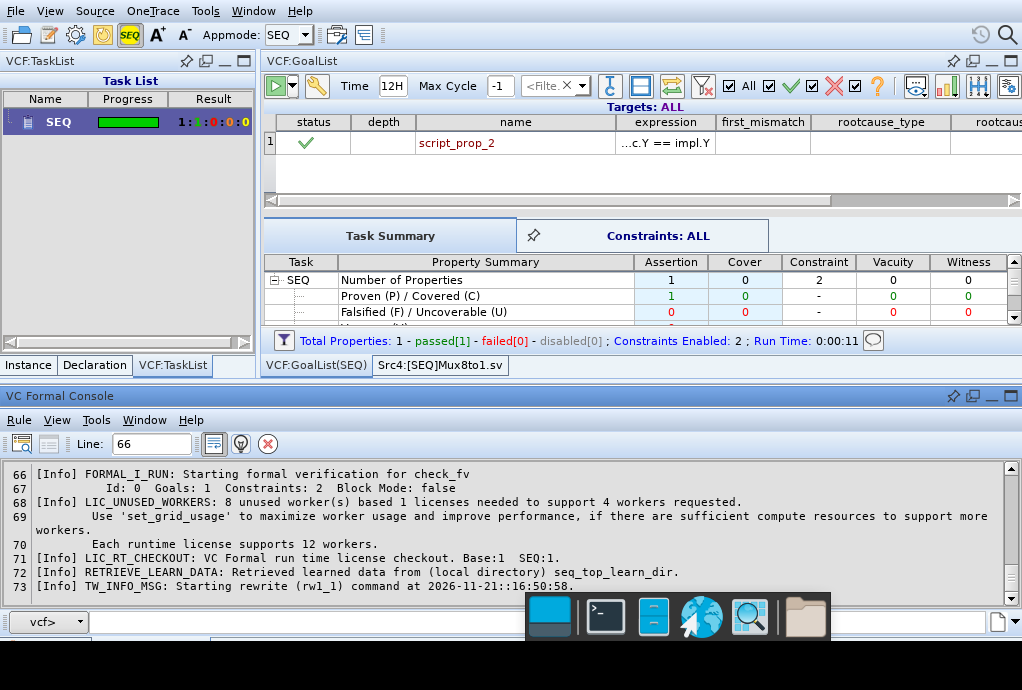 File View Source OneTrace Tools Window Help
SEQ A+ A- Appmode: SEQ
VCF:TaskList
Task List
Name Progress Result
SEQ 1:1:0:0:0
Instance Declaration VCF:TaskList
VCF:GoalList
Time 12H Max Cycle -1 <Filte. All
Targets: ALL
status depth name expression first_mismatch rootcause_type rootcaus
1 script_prop_2 ...c.Y == impl.Y
Task Summary Constraints: ALL
Task Property Summary Assertion Cover Constraint Vacuity Witness
SEQ Number of Properties 1 0 2 0 0
Proven (P) / Covered (C) 1 0 - 0 0
Falsified (F) / Uncoverable (U) 0 0 - 0 0
Total Properties: 1 - passed[1] - failed[0] - disabled[0] ; Constraints Enabled: 2 ; Run Time: 0:00:11
VCF:GoalList(SEQ) Src4:[SEQ]Mux8to1.sv
VC Formal Console
Rule View Tools Window Help
Line: 66
66 [Info] FORMAL_I_RUN: Starting formal verification for check_fv
67 Id: 0 Goals: 1 Constraints: 2 Block Mode: false
68 [Info] LIC_UNUSED_WORKERS: 8 unused worker(s) based 1 licenses needed to support 4 workers requested.
69 Use 'set_grid_usage' to maximize worker usage and improve performance, if there are sufficient compute resources to support more
workers.
70 Each runtime license supports 12 workers.
71 [Info] LIC_RT_CHECKOUT: VC Formal run time license checkout. Base:1 SEQ:1.
72 [Info] RETRIEVE_LEARN_DATA: Retrieved learned data from (local directory) seq_top_learn_dir.
73 [Info] TW_INFO_MSG: Starting rewrite (rw1_1) command at 2026-11-21::16:50:58.
vcf>